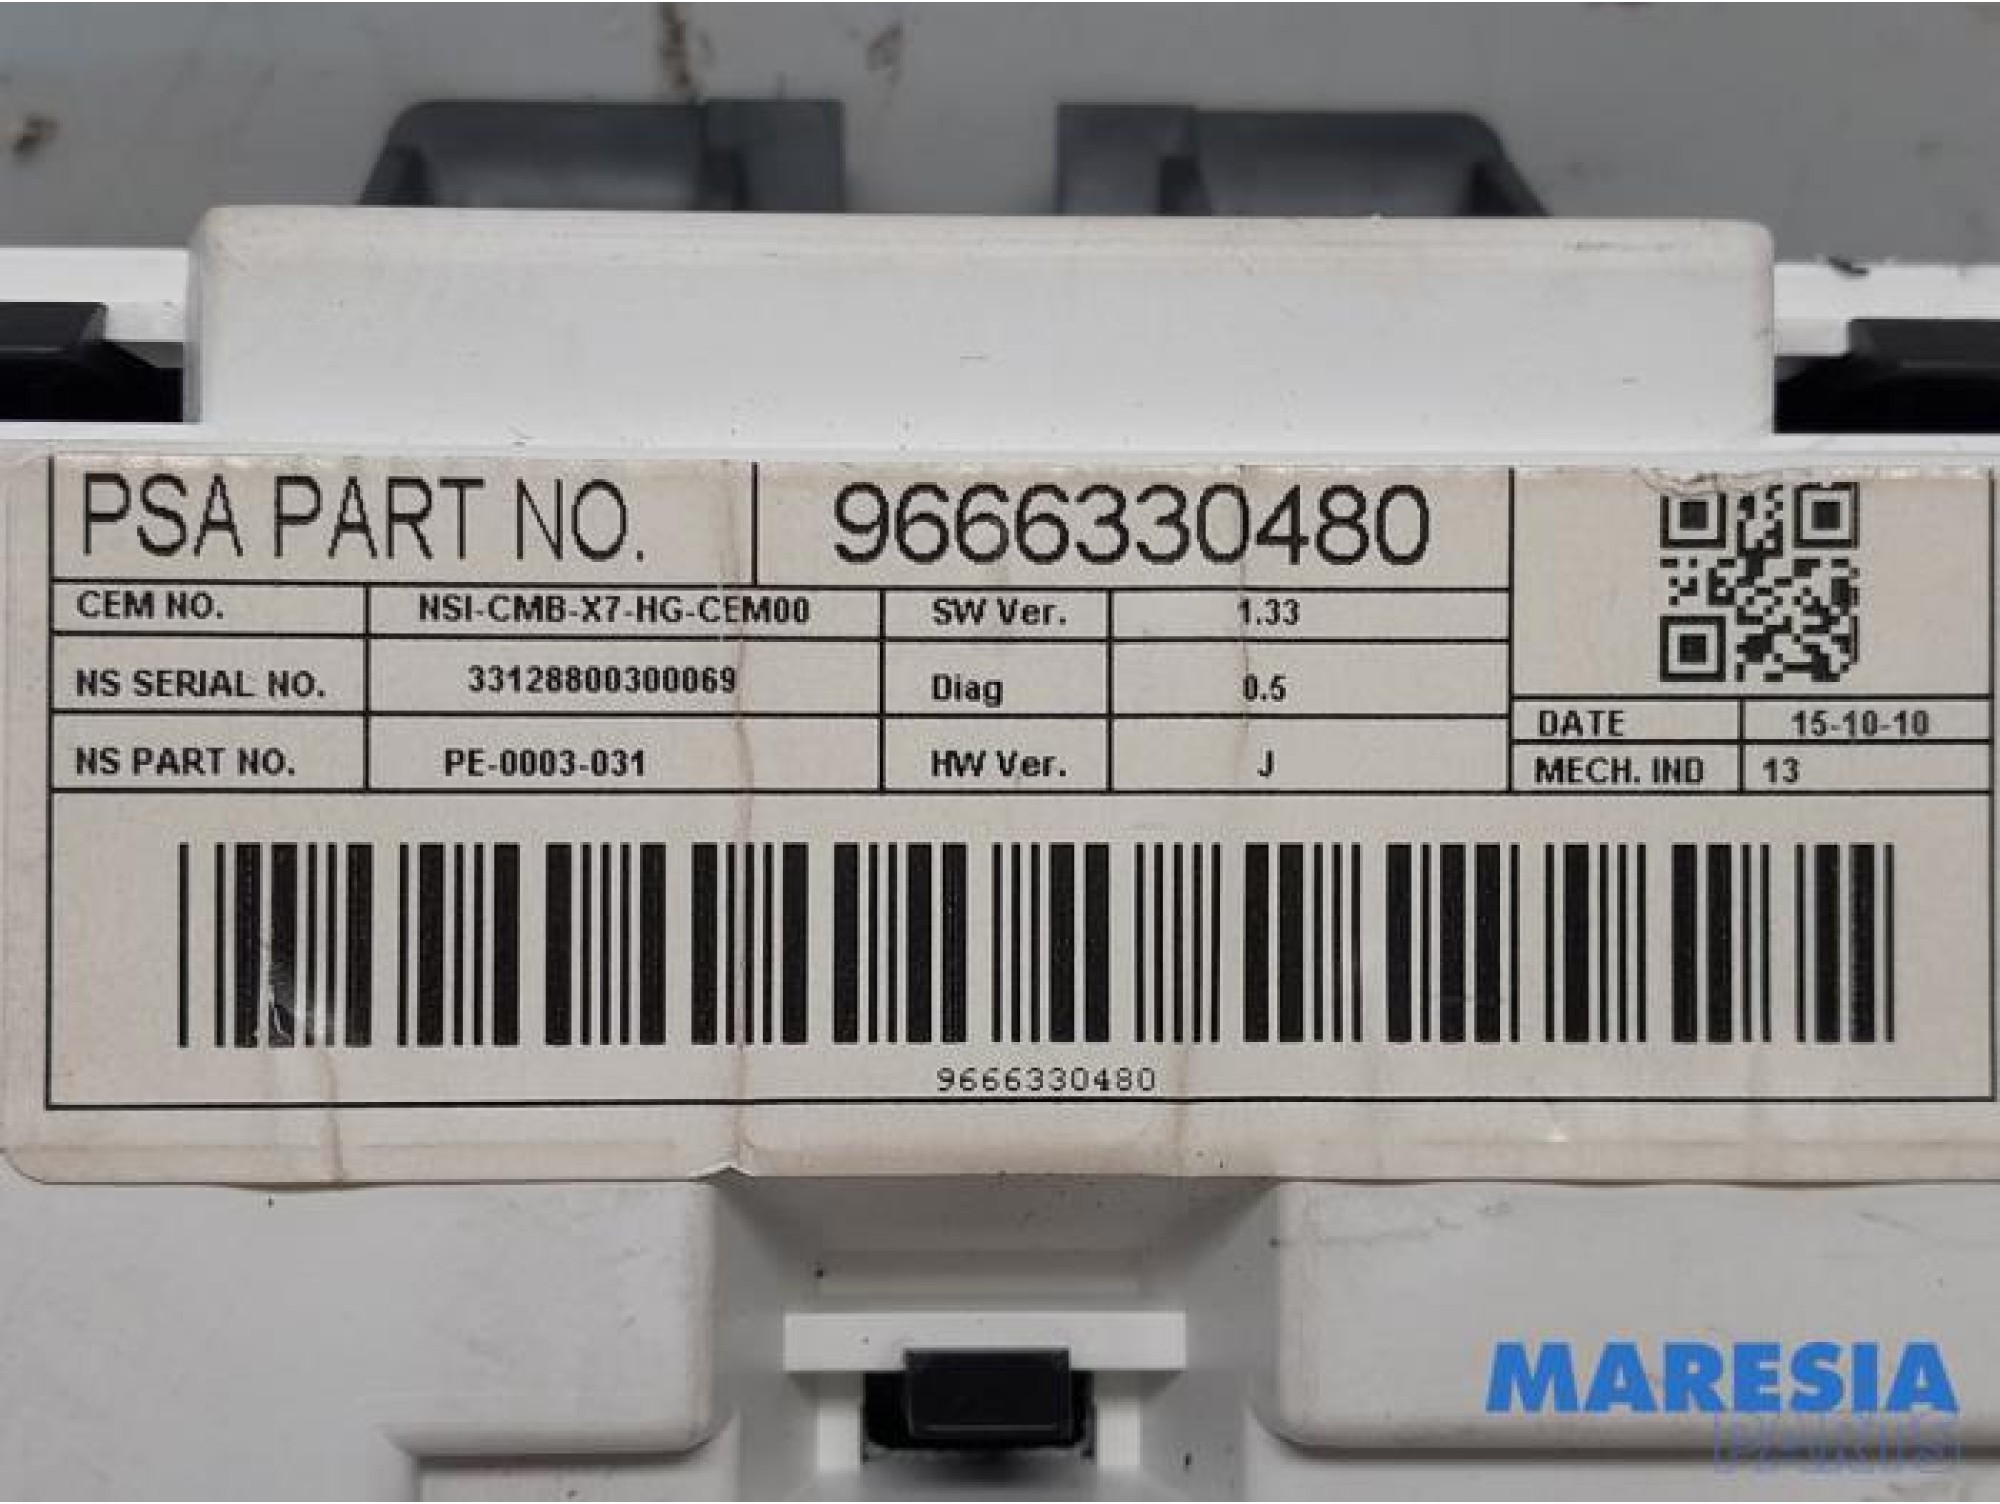 PSA PART NO. 9666330480
CEM NO. NSI-CMB-X7-HG-CEM00 SW Ver. 1.33
NS SERIAL NO. 33128800300069 Diag 0.5
DATE 15-10-10
NS PART NO. PE-0003-031 HW Ver. J
MECH. IND 13
9666330480
MARESIA
PARTS